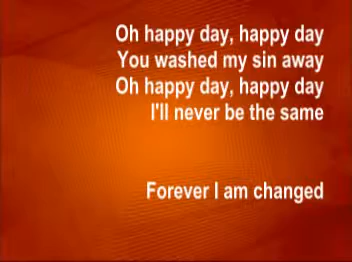 Oh happy day, happy day
You washed my sin away
Oh happy day, happy day
I'll never be the same
Forever I am changed